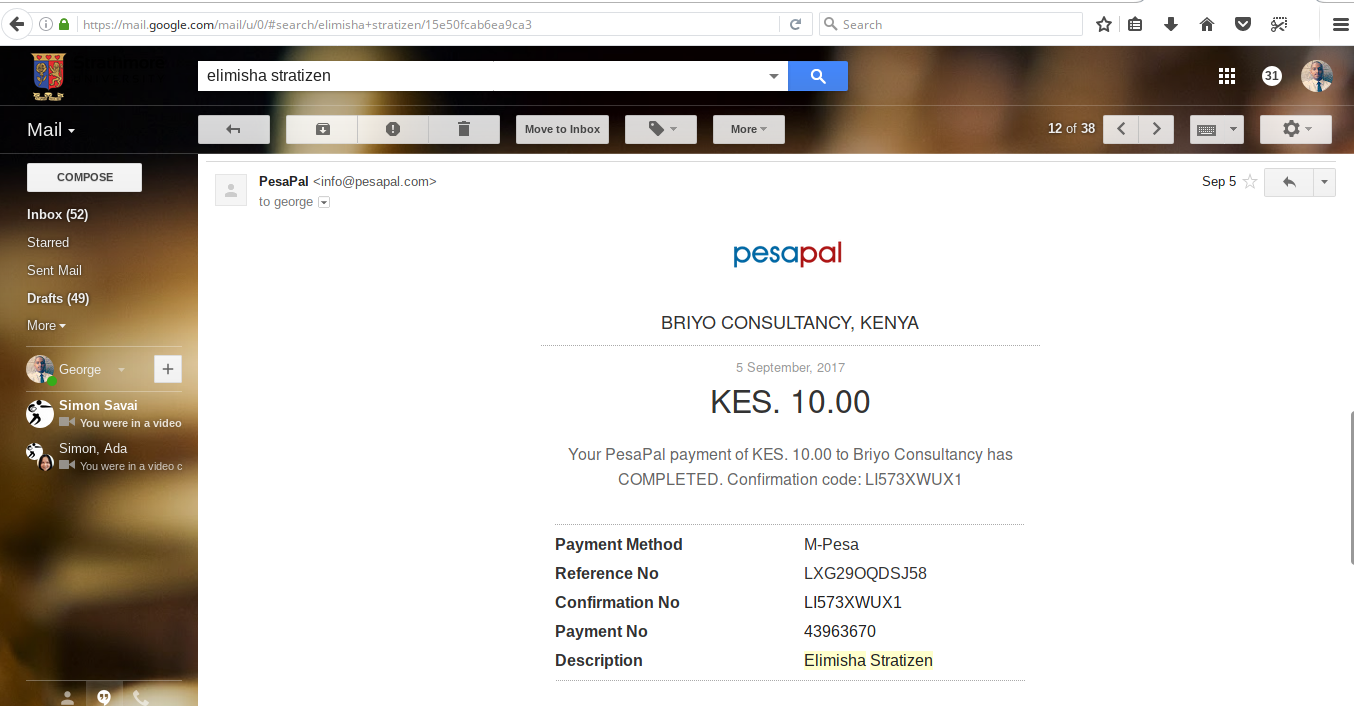 https://mail.google.com/mail/u/0/#search/elimisha+stratizen/15e50fcab6ea9ca3
Search
elimisha stratizen
31
Mail
Move to Inbox
More
12 of 38
COMPOSE
Inbox (52)
Starred
Sent Mail
Drafts (49)
More
George
Simon Savai
You were in a video
Simon, Ada
You were in a video c
PesaPal <info@pesapal.com>
Sep 5
to george
pesapal
BRIYO CONSULTANCY, KENYA
5 September, 2017
KES. 10.00
Your PesaPal payment of KES. 10.00 to Briyo Consultancy has
COMPLETED. Confirmation code: LI573XWUX1
Payment Method M-Pesa
Reference No LXG29OQDSJ58
Confirmation No LI573XWUX1
Payment No 43963670
Description Elimisha Stratizen